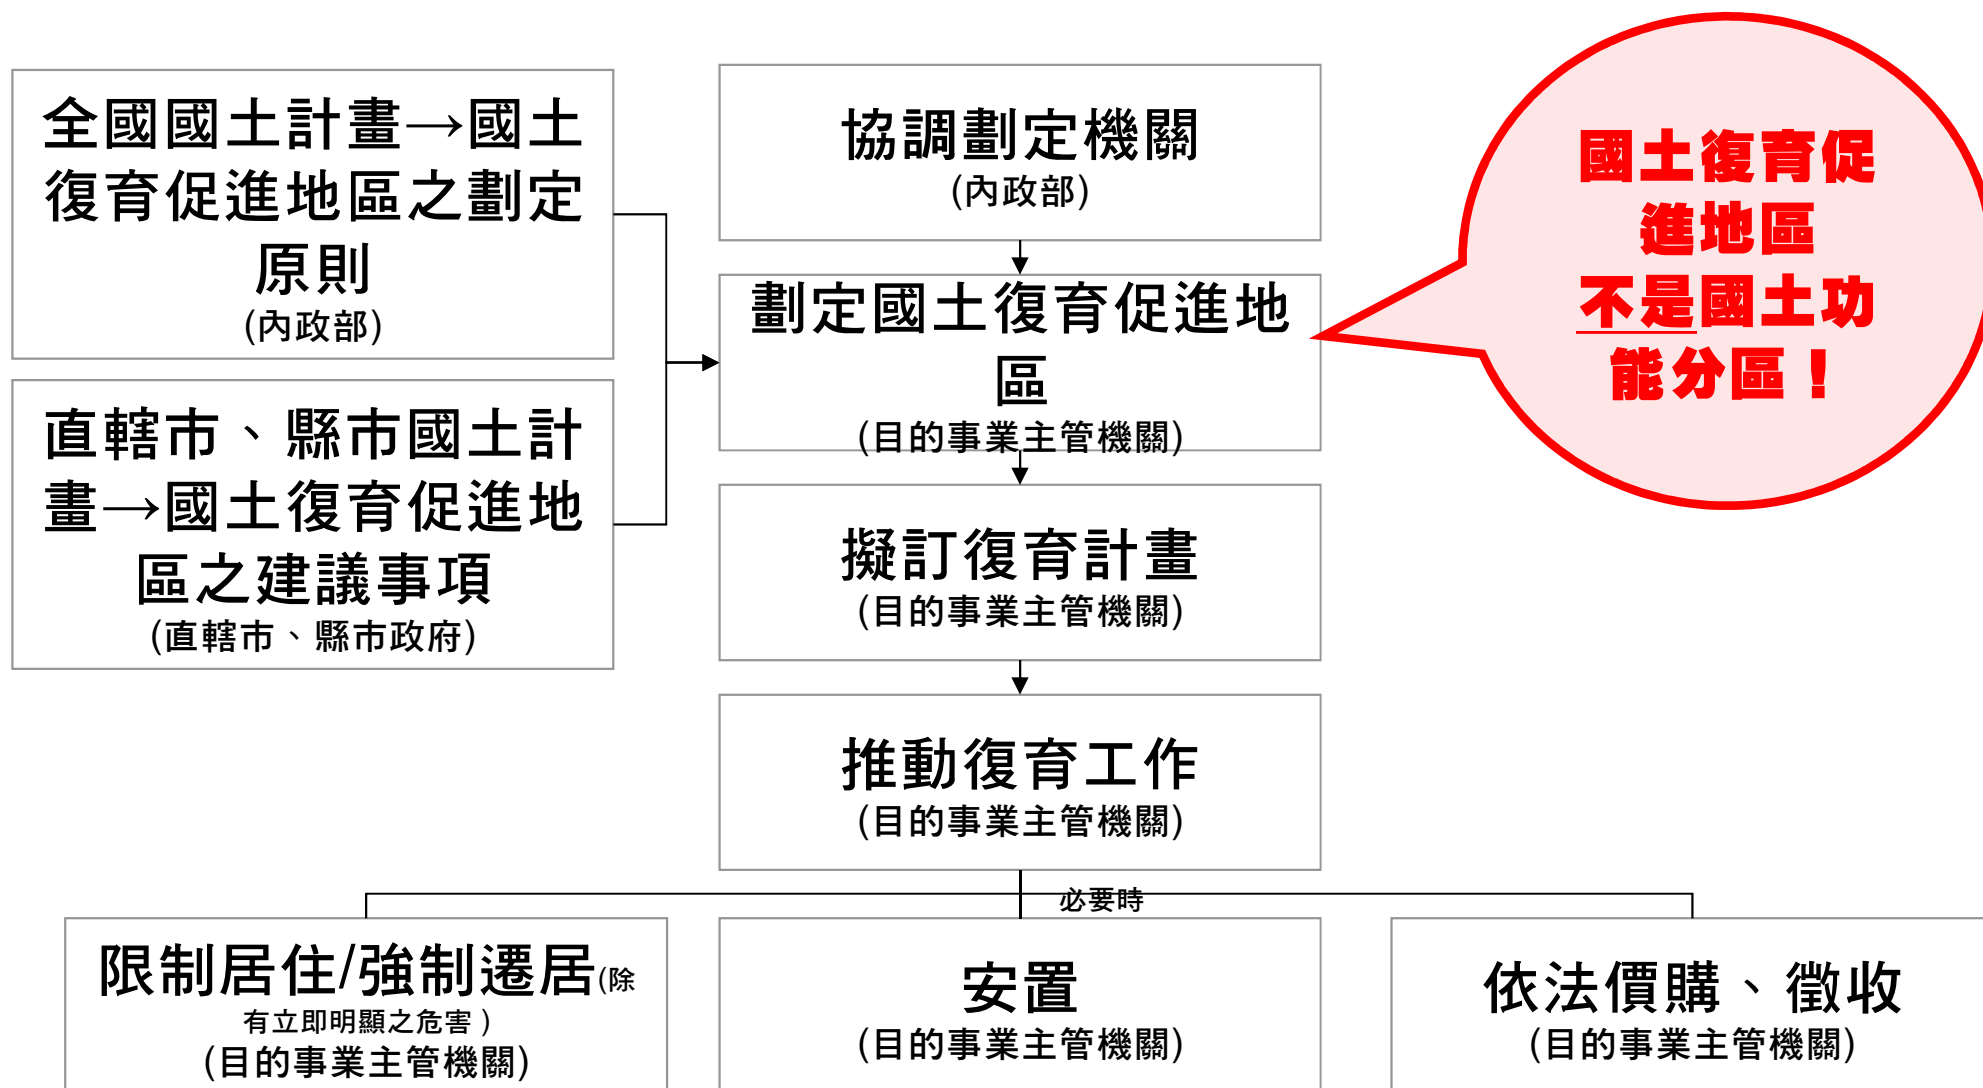 全國國土計畫→國土
復育促進地區之劃定
原則
(內政部)
直轄市、縣市國土計
畫→國土復育促進地
區之建議事項
(直轄市、縣市政府)
協調劃定機關
(內政部)
劃定國土復育促進地
區
(目的事業主管機關)
擬訂復育計畫
(目的事業主管機關)
推動復育工作
(目的事業主管機關)
國土復育促
進地區
不是國土功
能分區！
必要時
限制居住/強制遷居(除
有立即明顯之危害)
(目的事業主管機關)
安置
(目的事業主管機關)
依法價購、徵收
(目的事業主管機關)